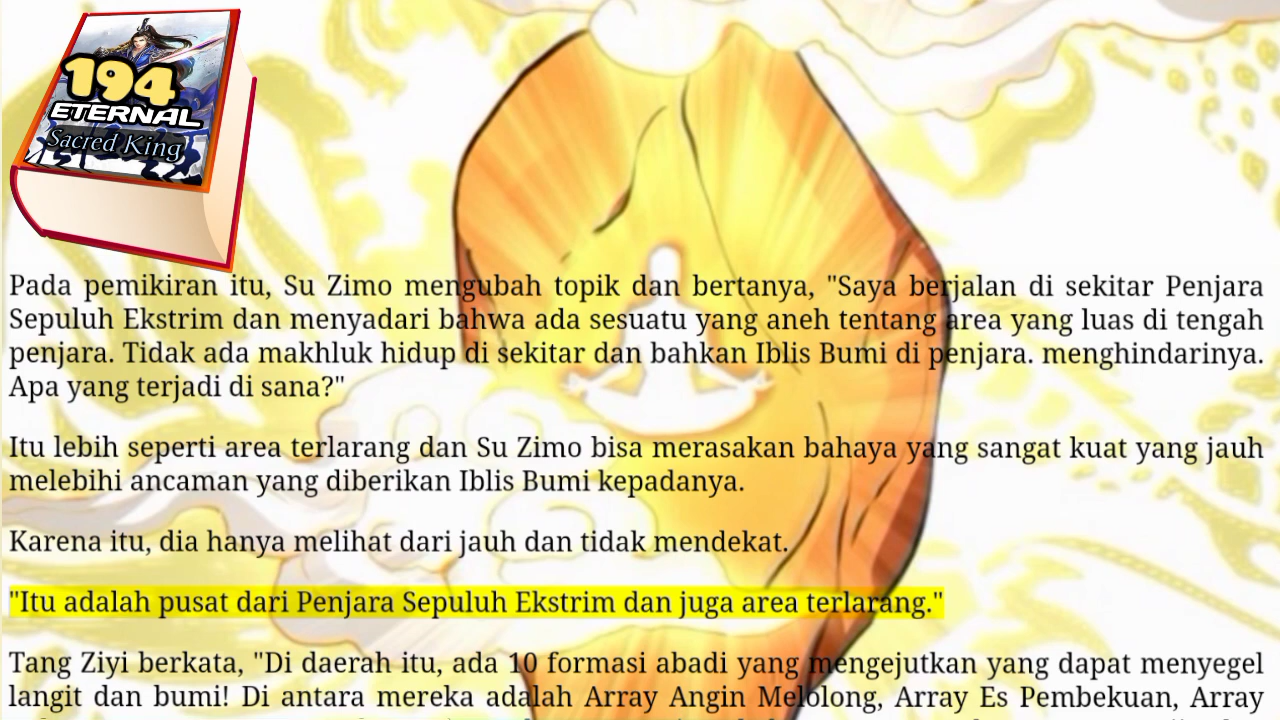 194
ETERNAL
Sacred King
Pada pemikiran itu, Su Zimo mengubah topik dan bertanya, "Saya berjalan di sekitar Penjara
Sepuluh Ekstrim dan menyadari bahwa ada sesuatu yang aneh tentang area yang luas di tengah
penjara. Tidak ada makhluk hidup di sekitar dan bahkan Iblis Bumi di penjara. menghindarinya.
Apa yang terjadi di sana?"
Itu lebih seperti area terlarang dan Su Zimo bisa merasakan bahaya yang sangat kuat yang jauh
melebihi ancaman yang diberikan Iblis Bumi kepadanya.
Karena itu, dia hanya melihat dari jauh dan tidak mendekat.
"Itu adalah pusat dari Penjara Sepuluh Ekstrim dan juga area terlarang."
Tang Ziyi berkata, "Di daerah itu, ada 10 formasi abadi yang mengejutkan yang dapat menyegel
langit dan bumi! Di antara mereka adalah Array Angin Melolong, Array Es Pembekuan, Array